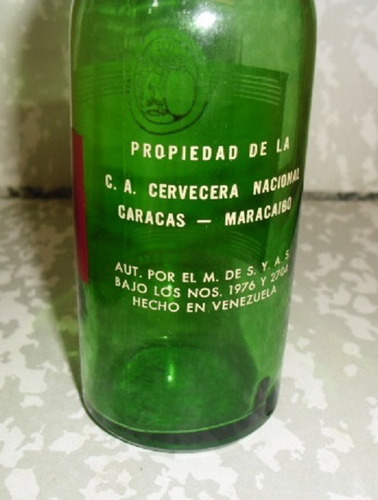 PROPIEDAD DE LA
C. A. CERVECERA NACIONAL
CARACAS — MARACAIBO
AUT. POR EL M. DE S. Y A. S.
BAJO LOS NOS. 1976 Y 2704
HECHO EN VENEZUELA